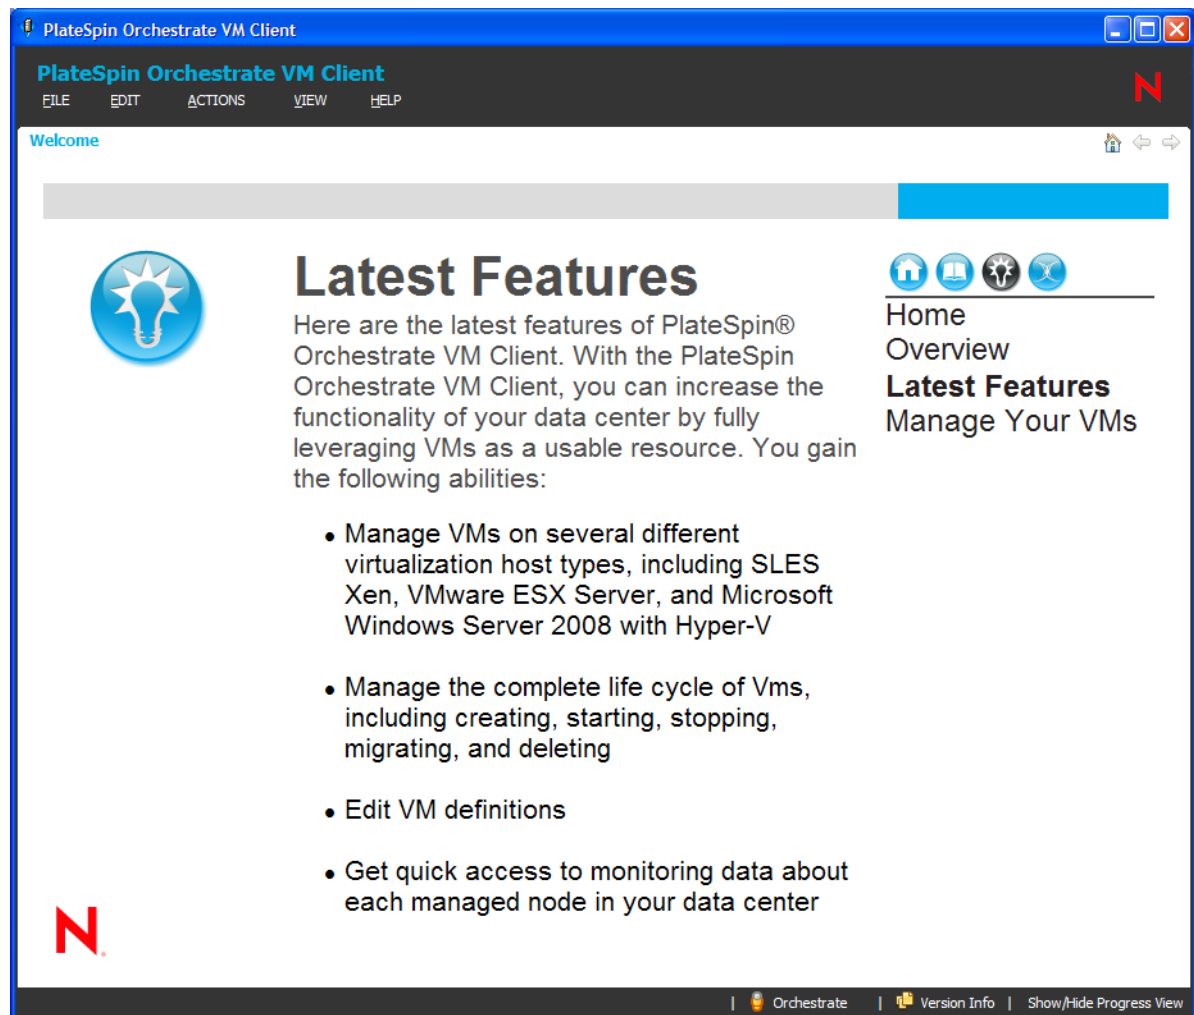 PlateSpin Orchestrate VM Client
PlateSpin Orchestrate VM Client
FILE EDIT ACTIONS VIEW HELP
N
Welcome
Latest Features
Here are the latest features of PlateSpin®
Orchestrate VM Client. With the PlateSpin
Orchestrate VM Client, you can increase the
functionality of your data center by fully
leveraging VMs as a usable resource. You gain
the following abilities:
• Manage VMs on several different
virtualization host types, including SLES
Xen, VMware ESX Server, and Microsoft
Windows Server 2008 with Hyper-V
• Manage the complete life cycle of Vms,
including creating, starting, stopping,
migrating, and deleting
• Edit VM definitions
• Get quick access to monitoring data about
each managed node in your data center
Home
Overview
Latest Features
Manage Your VMs
N
| Orchestrate | Version Info | Show/Hide Progress View